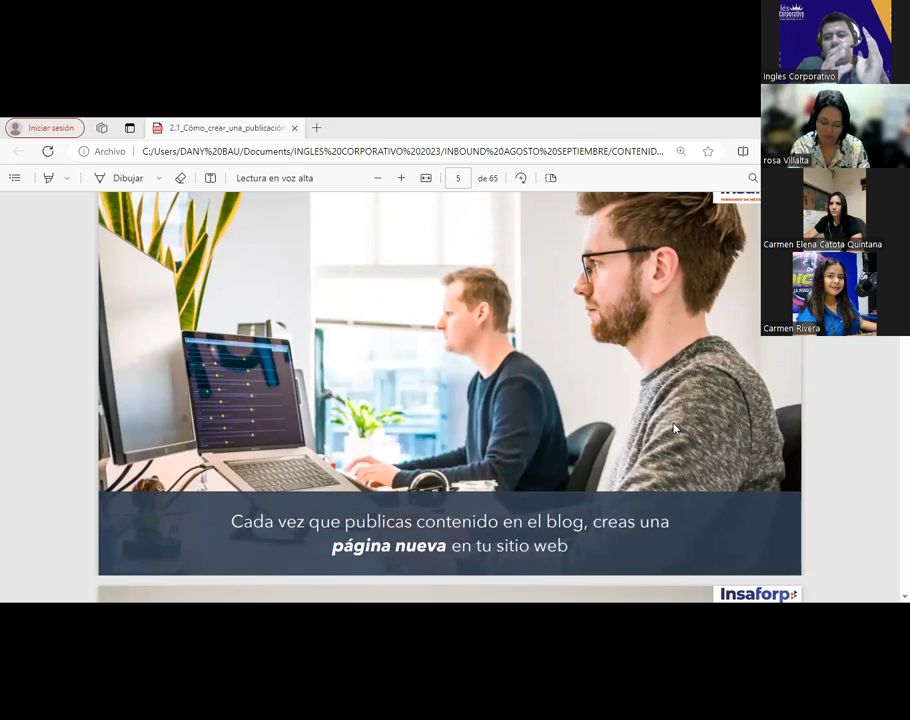 Iniciar sesión
2.1_Cómo_crear_una_publicación
Archivo
C:/Users/DANY%20BAU/Documents/INGLES%20CORPORATIVO%202023/INBOUND%20AGOSTO%20SEPTIEMBRE/CONTENID...
Dibujar
Lectura en voz alta
5
de 65
Cada vez que publicas contenido en el blog, creas una
página nueva en tu sitio web
Insaforp
Corporativo
Ingles Corporativo
rosa Villalta
Carmen Elena Catota Quintana
Carmen Rivera